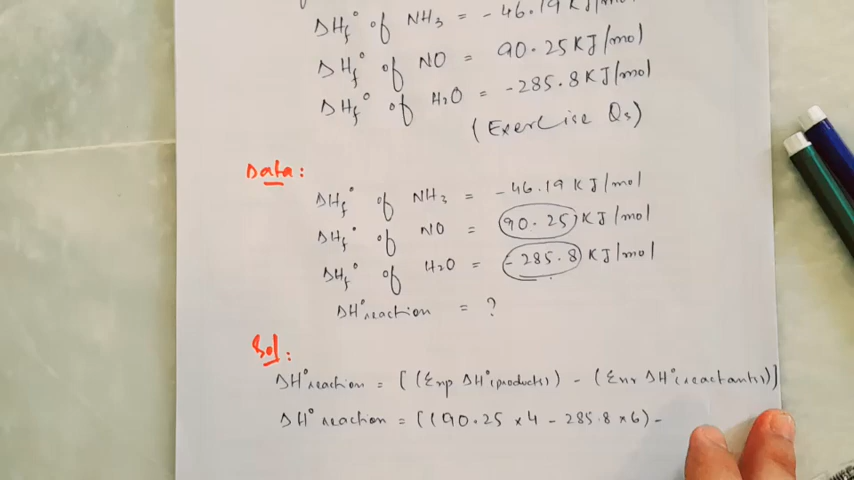 ΔHf° of NH₃ = -46.19 KJ/mol
ΔHf° of NO = 90.25 KJ/mol
ΔHf° of H₂O = -285.8 KJ/mol
(Exercise Qs)
Data:
ΔHf° of NH₃ = -46.19 KJ/mol
ΔHf° of NO = 90.25 KJ/mol
ΔHf° of H₂O = -285.8 KJ/mol
ΔH° reaction = ?
Sol:
ΔH° reaction = [(Σnp ΔH°(products) - (Σnr ΔH°(reactants)]
ΔH° reaction = [(90.25 × 4 - 285.8 × 6) -